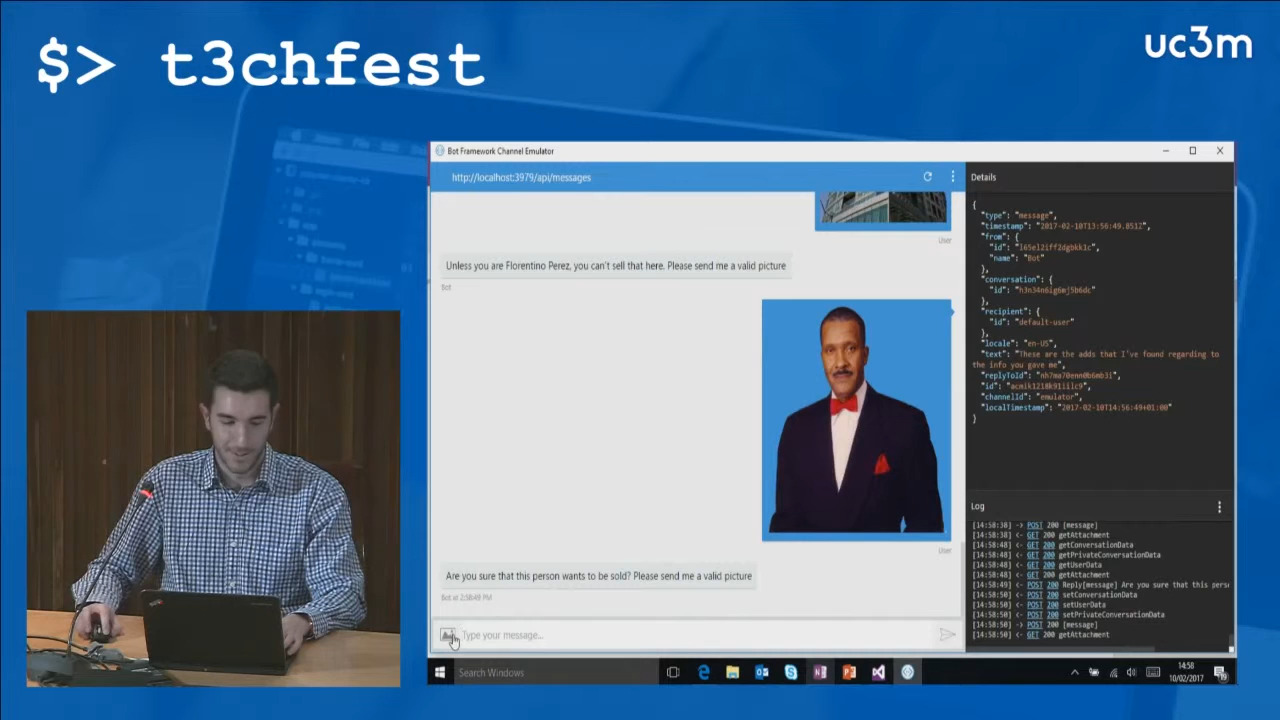 $> t3chfest
uc3m
Bot Framework Channel Emulator
http://localhost:3979/api/messages
Details
User
Unless you are Florentino Perez, you can't sell that here. Please send me a valid picture
Bot
User
Are you sure that this person wants to be sold? Please send me a valid picture
Bot at 2:58:49 PM
Type your message...
{
"type": "message",
"timestamp": "2017-02-10T13:56:49.851Z",
"from": {
"name": "Bot"
},
"conversation": {
},
"recipient": {
"id": "default-user"
},
"locale": "en-US",
"text": "These are the adds that I've found regarding to
the info you gave me",
"replyToId":
"id":
"channelId": "emulator",
"localTimestamp": "2017-02-10T14:56:49+01:00"
}
Log
[14:58:38] -> POST 200 [message]
[14:58:48] <- GET 200 getAttachment
[14:58:48] <- GET 200 getConversationData
[14:58:48] <- GET 200 getPrivateConversationData
[14:58:48] <- GET 200 getUserData
[14:58:48] <- GET 200 getAttachment
[14:58:49] <- POST 200 Reply[message] Are you sure that this pers
[14:58:50] <- POST 200 setConversationData
[14:58:50] <- POST 200 setUserData
[14:58:50] <- POST 200 setPrivateConversationData
[14:58:50] -> POST 200 [message]
[14:58:50] <- GET 200 getAttachment
Search Windows
14:58
10/02/2017